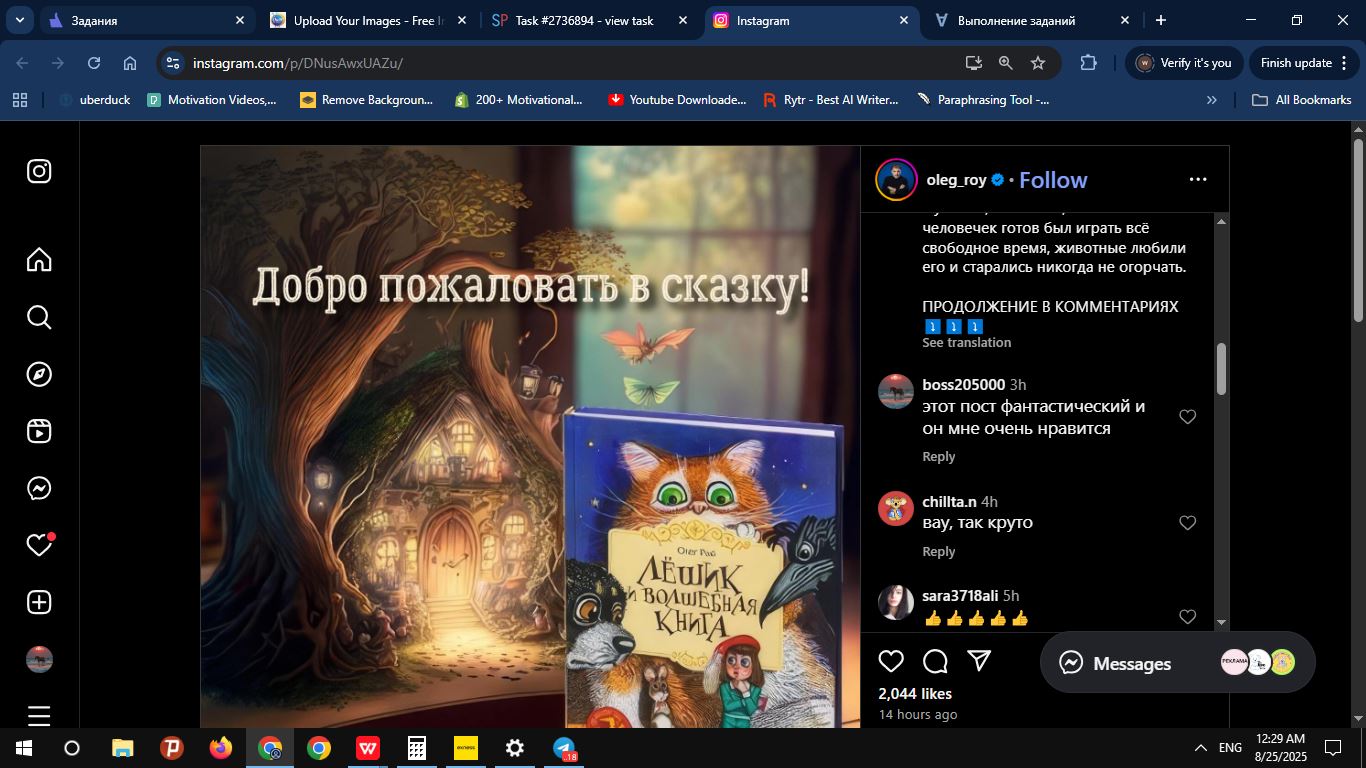 Задания
Upload Your Images - Free I
Task #2736894 - view task
Instagram
Выполнение заданий
instagram.com/p/DNusAwxUAZu/
Verify it's you
Finish update
uberduck
Motivation Videos,...
Remove Backgroun...
200+ Motivational...
Youtube Downloade...
Rytr - Best AI Writer...
Paraphrasing Tool -...
All Bookmarks
Добро пожаловать в сказку!
Олег Рой
ЛЁШИК
И ВОЛШЕБНАЯ
КНИГА
oleg_roy • Follow
человечек готов был играть всё
свободное время, животные любили
его и старались никогда не огорчать.
ПРОДОЛЖЕНИЕ В КОММЕНТАРИЯХ
See translation
boss205000 3h
этот пост фантастический и
он мне очень нравится
Reply
chillta.n 4h
вау, так круто
Reply
sara3718ali 5h
👍👍👍👍👍
Messages
РЕКЛАМА
2,044 likes
14 hours ago
exness
18
ENG
12:29 AM
8/25/2025